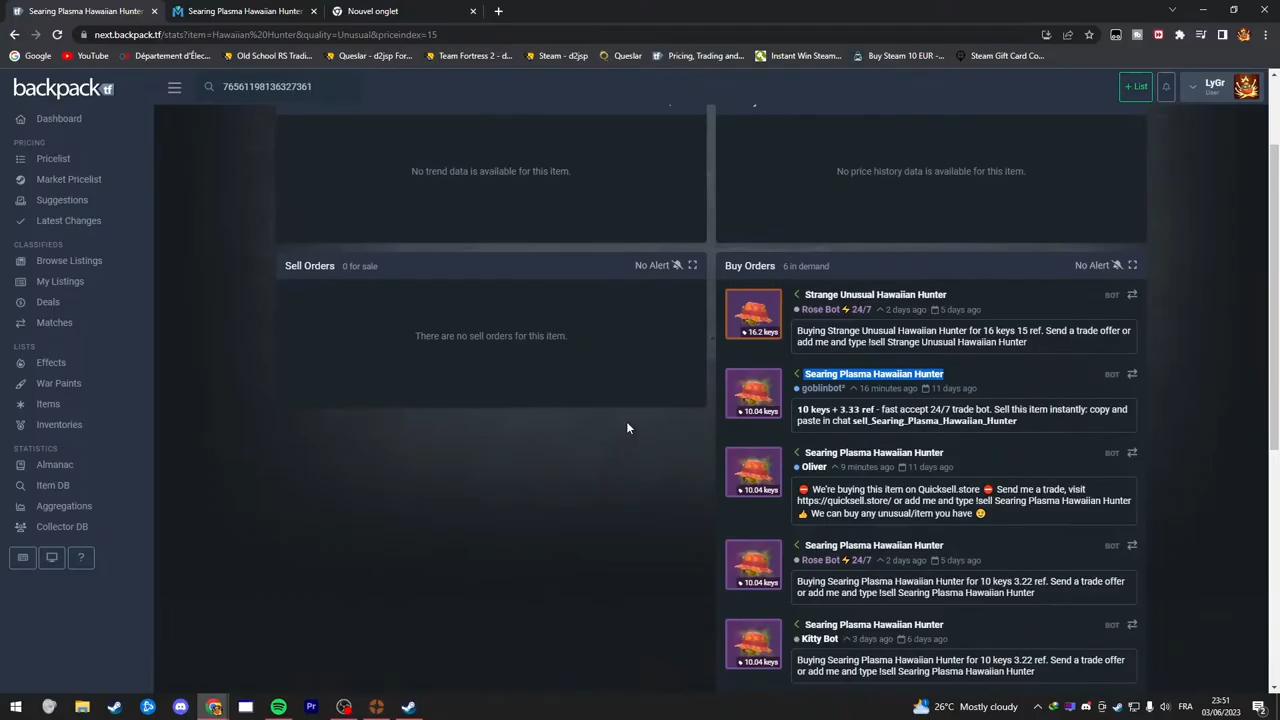 Searing Plasma Hawaiian Hunter
Searing Plasma Hawaiian Hunter
Nouvel onglet
next.backpack.tf/stats?item=Hawaiian%20Hunter&quality=Unusual&priceindex=15
Google
YouTube
Département d'Élec...
Old School RS Tradi...
Queslar - d2jsp For...
Team Fortress 2 - d...
Steam - d2jsp
Queslar
Pricing, Trading and...
Instant Win Steam...
Buy Steam 10 EUR -...
Steam Gift Card Co...
backpack tf
76561198136327361
+ List
LyGr
User
Dashboard
PRICING
Pricelist
Market Pricelist
Suggestions
Latest Changes
CLASSIFIEDS
Browse Listings
My Listings
Deals
Matches
LISTS
Effects
War Paints
Items
Inventories
STATISTICS
Almanac
Item DB
Aggregations
Collector DB
?
No trend data is available for this item.
No price history data is available for this item.
Sell Orders 0 for sale
No Alert
There are no sell orders for this item.
Buy Orders 6 in demand
No Alert
Strange Unusual Hawaiian Hunter
BOT
Rose Bot ⚡ 24/7 2 days ago 5 days ago
16.2 keys
Buying Strange Unusual Hawaiian Hunter for 16 keys 15 ref. Send a trade offer or
add me and type !sell Strange Unusual Hawaiian Hunter
Searing Plasma Hawaiian Hunter
BOT
goblinbot² 16 minutes ago 11 days ago
10.04 keys
10 keys + 3.33 ref - fast accept 24/7 trade bot. Sell this item instantly: copy and
paste in chat sell_Searing_Plasma_Hawaiian_Hunter
Searing Plasma Hawaiian Hunter
BOT
Oliver 9 minutes ago 11 days ago
10.04 keys
⛔ We're buying this item on Quicksell.store ⛔ Send me a trade, visit
https://quicksell.store/ or add me and type !sell Searing Plasma Hawaiian Hunter
👍 We can buy any unusual/item you have 😉
Searing Plasma Hawaiian Hunter
BOT
Rose Bot ⚡ 24/7 2 days ago 5 days ago
10.04 keys
Buying Searing Plasma Hawaiian Hunter for 10 keys 3.22 ref. Send a trade offer
or add me and type !sell Searing Plasma Hawaiian Hunter
Searing Plasma Hawaiian Hunter
BOT
Kitty Bot 3 days ago 6 days ago
10.04 keys
Buying Searing Plasma Hawaiian Hunter for 10 keys 3.22 ref. Send a trade offer
or add me and type !sell Searing Plasma Hawaiian Hunter
26°C Mostly cloudy
FRA
23:51
03/06/2023